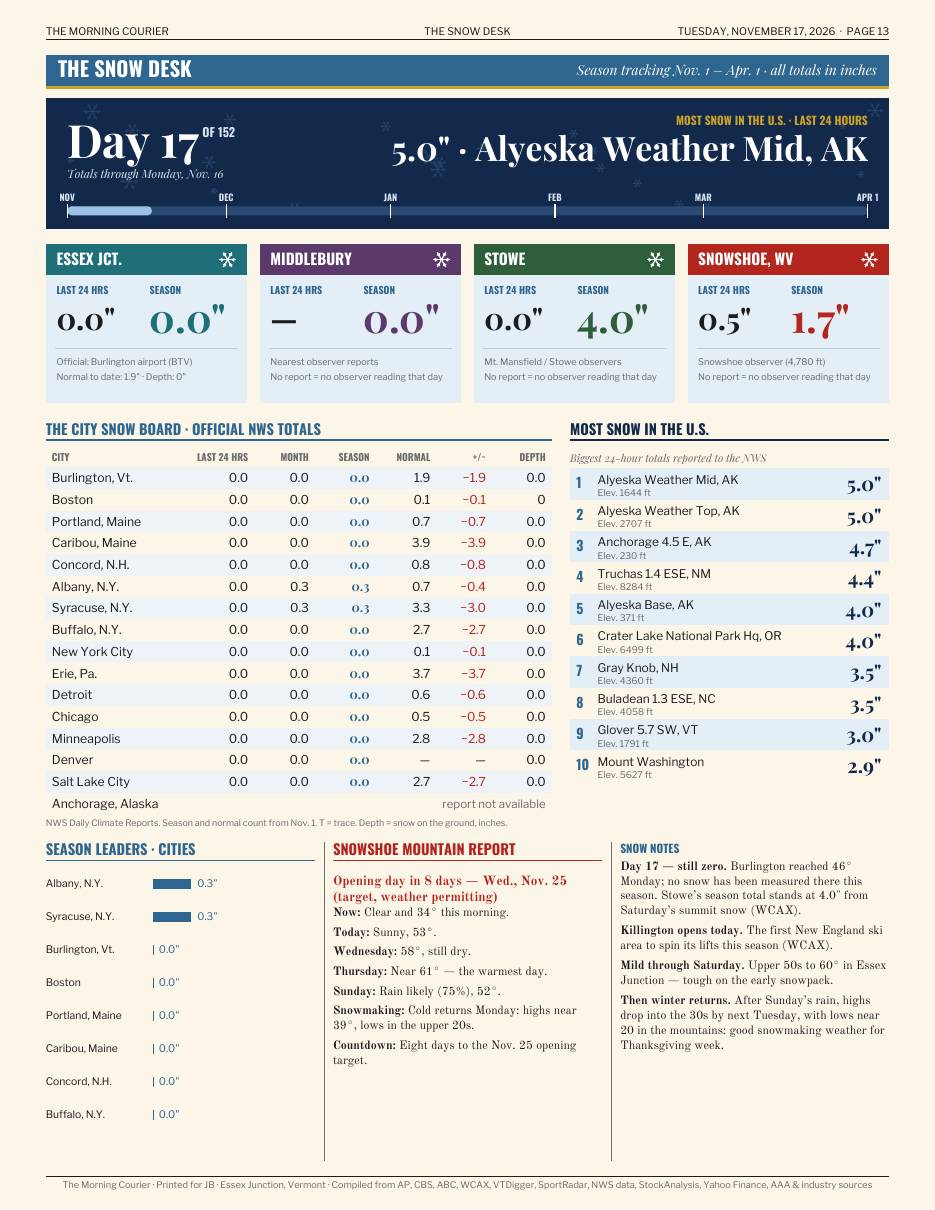 THE MORNING COURIER THE SNOW DESK TUESDAY, NOVEMBER 17, 2026 · PAGE 13
THE SNOW DESK Season tracking Nov. 1 – Apr. 1 · all totals in inches
MOST SNOW IN THE U.S. · LAST 24 HOURS
Day 17 OF 152 5.0" · Alyeska Weather Mid, AK
Totals through Monday, Nov. 16
NOV DEC JAN FEB MAR APR 1
ESSEX JCT.
LAST 24 HRS SEASON
0.0" 0.0"
Official: Burlington airport (BTV)
Normal to date: 1.9" · Depth: 0"
MIDDLEBURY
LAST 24 HRS SEASON
— 0.0"
Nearest observer reports
No report = no observer reading that day
STOWE
LAST 24 HRS SEASON
0.0" 4.0"
Mt. Mansfield / Stowe observers
No report = no observer reading that day
SNOWSHOE, WV
LAST 24 HRS SEASON
0.5" 1.7"
Snowshoe observer (4,780 ft)
No report = no observer reading that day
THE CITY SNOW BOARD · OFFICIAL NWS TOTALS
CITY LAST 24 HRS MONTH SEASON NORMAL +/− DEPTH
Burlington, Vt. 0.0 0.0 0.0 1.9 −1.9 0.0
Boston 0.0 0.0 0.0 0.1 −0.1 0
Portland, Maine 0.0 0.0 0.0 0.7 −0.7 0.0
Caribou, Maine 0.0 0.0 0.0 3.9 −3.9 0.0
Concord, N.H. 0.0 0.0 0.0 0.8 −0.8 0.0
Albany, N.Y. 0.0 0.3 0.3 0.7 −0.4 0.0
Syracuse, N.Y. 0.0 0.3 0.3 3.3 −3.0 0.0
Buffalo, N.Y. 0.0 0.0 0.0 2.7 −2.7 0.0
New York City 0.0 0.0 0.0 0.1 −0.1 0.0
Erie, Pa. 0.0 0.0 0.0 3.7 −3.7 0.0
Detroit 0.0 0.0 0.0 0.6 −0.6 0.0
Chicago 0.0 0.0 0.0 0.5 −0.5 0.0
Minneapolis 0.0 0.0 0.0 2.8 −2.8 0.0
Denver 0.0 0.0 0.0 — — 0.0
Salt Lake City 0.0 0.0 0.0 2.7 −2.7 0.0
Anchorage, Alaska report not available
NWS Daily Climate Reports. Season and normal count from Nov. 1. T = trace. Depth = snow on the ground, inches.
MOST SNOW IN THE U.S.
Biggest 24-hour totals reported to the NWS
1 Alyeska Weather Mid, AK 5.0"
Elev. 1644 ft
2 Alyeska Weather Top, AK 5.0"
Elev. 2707 ft
3 Anchorage 4.5 E, AK 4.7"
Elev. 230 ft
4 Truchas 1.4 ESE, NM 4.4"
Elev. 8284 ft
5 Alyeska Base, AK 4.0"
Elev. 371 ft
6 Crater Lake National Park Hq, OR 4.0"
Elev. 6499 ft
7 Gray Knob, NH 3.5"
Elev. 4360 ft
8 Buladean 1.3 ESE, NC 3.5"
Elev. 4058 ft
9 Glover 5.7 SW, VT 3.0"
Elev. 1791 ft
10 Mount Washington 2.9"
Elev. 5627 ft
SEASON LEADERS · CITIES
Albany, N.Y. 0.3"
Syracuse, N.Y. 0.3"
Burlington, Vt. 0.0"
Boston 0.0"
Portland, Maine 0.0"
Caribou, Maine 0.0"
Concord, N.H. 0.0"
Buffalo, N.Y. 0.0"
SNOWSHOE MOUNTAIN REPORT
Opening day in 8 days — Wed., Nov. 25
(target, weather permitting)
Now: Clear and 34° this morning.
Today: Sunny, 53°.
Wednesday: 58°, still dry.
Thursday: Near 61° — the warmest day.
Sunday: Rain likely (75%), 52°.
Snowmaking: Cold returns Monday: highs near
39°, lows in the upper 20s.
Countdown: Eight days to the Nov. 25 opening
target.
SNOW NOTES
Day 17 — still zero. Burlington reached 46°
Monday; no snow has been measured there this
season. Stowe's season total stands at 4.0" from
Saturday's summit snow (WCAX).
Killington opens today. The first New England ski
area to spin its lifts this season (WCAX).
Mild through Saturday. Upper 50s to 60° in Essex
Junction — tough on the early snowpack.
Then winter returns. After Sunday's rain, highs
drop into the 30s by next Tuesday, with lows near
20 in the mountains: good snowmaking weather for
Thanksgiving week.
The Morning Courier · Printed for JB · Essex Junction, Vermont · Compiled from AP, CBS, ABC, WCAX, VTDigger, SportRadar, NWS data, StockAnalysis, Yahoo Finance, AAA & industry sources